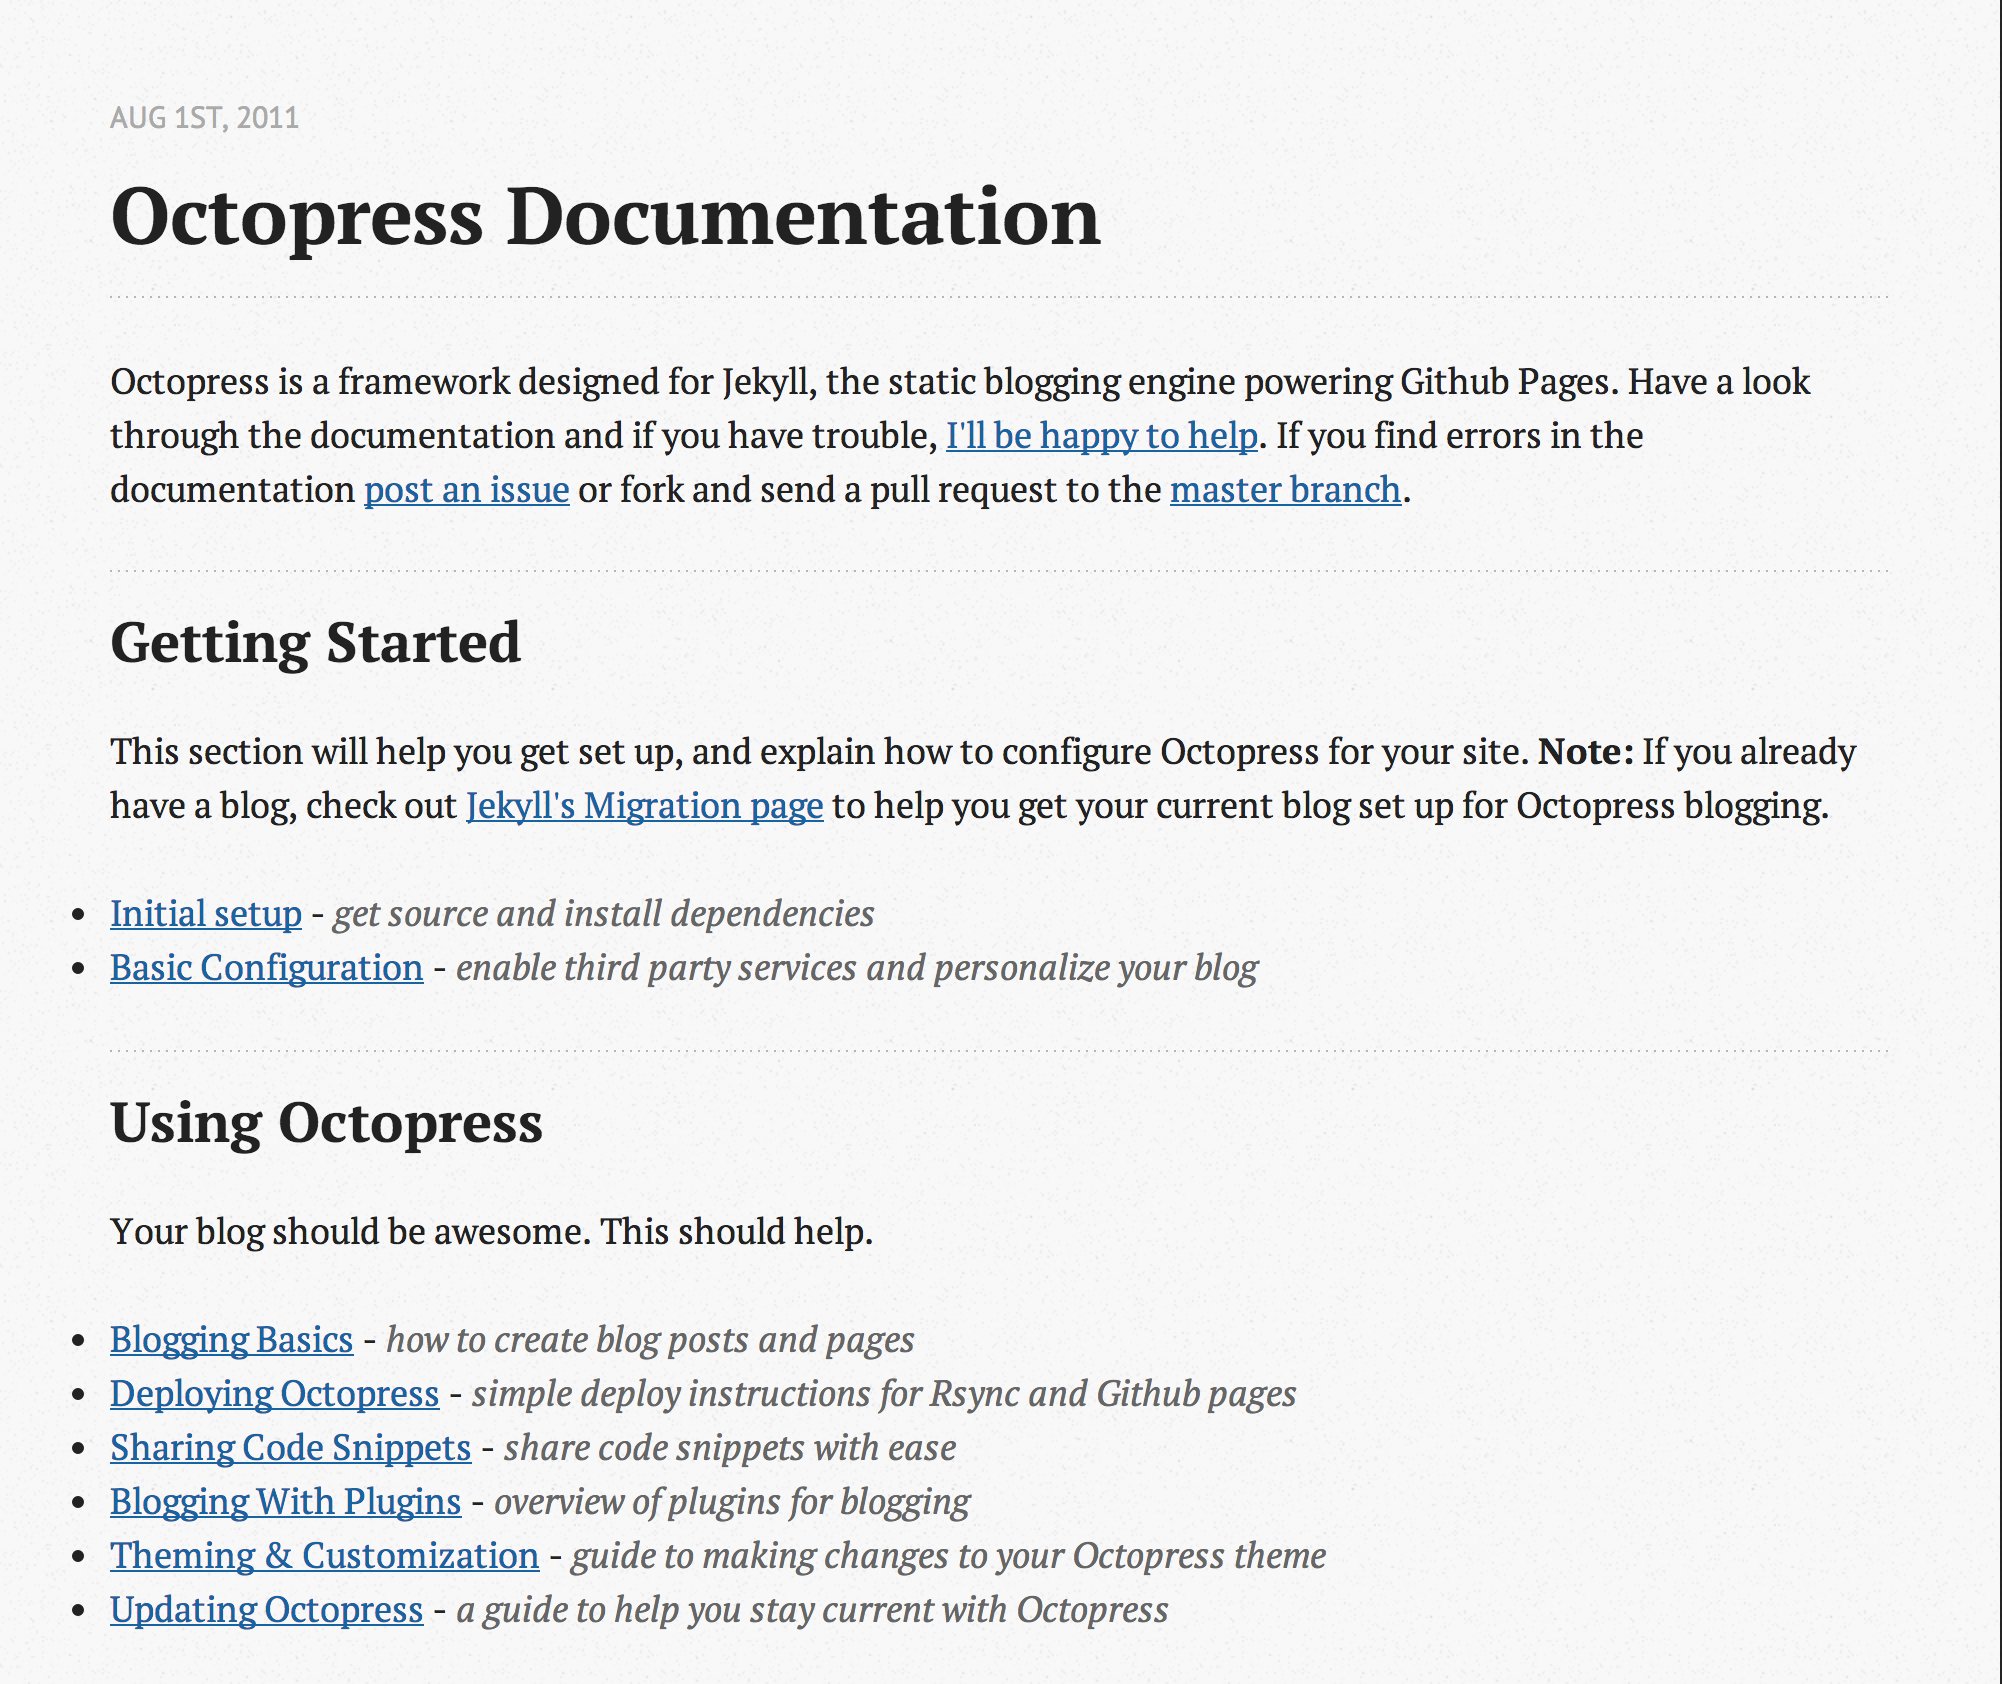 AUG 1ST, 2011
Octopress Documentation
Octopress is a framework designed for Jekyll, the static blogging engine powering Github Pages. Have a look
through the documentation and if you have trouble, I'll be happy to help. If you find errors in the
documentation post an issue or fork and send a pull request to the master branch.
Getting Started
This section will help you get set up, and explain how to configure Octopress for your site. Note: If you already
have a blog, check out Jekyll's Migration page to help you get your current blog set up for Octopress blogging.
• Initial setup - get source and install dependencies
• Basic Configuration - enable third party services and personalize your blog
Using Octopress
Your blog should be awesome. This should help.
• Blogging Basics - how to create blog posts and pages
• Deploying Octopress - simple deploy instructions for Rsync and Github pages
• Sharing Code Snippets - share code snippets with ease
• Blogging With Plugins - overview of plugins for blogging
• Theming & Customization - guide to making changes to your Octopress theme
• Updating Octopress - a guide to help you stay current with Octopress